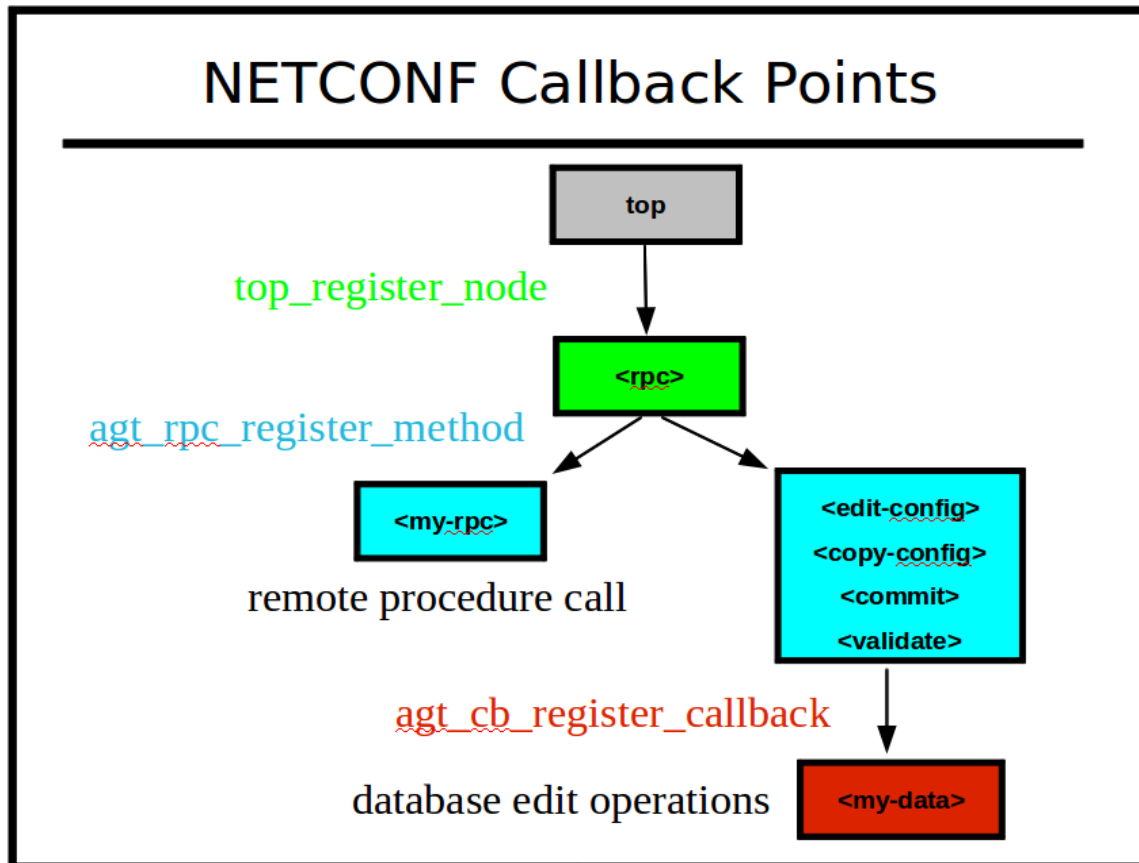 NETCONF Callback Points
top
top_register_node
<rpc>
agt_rpc_register_method
<my-rpc>
remote procedure call
<edit-config>
<copy-config>
<commit>
<validate>
agt_cb_register_callback
database edit operations
<my-data>